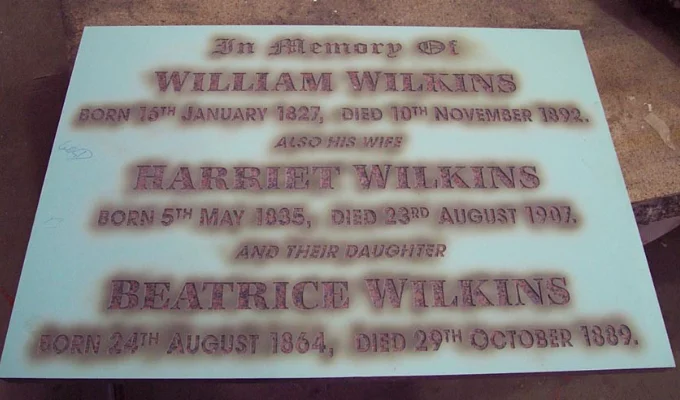 In Memory Of
WILLIAM WILKINS
BORN 15TH JANUARY 1827, DIED 10TH NOVEMBER 1892.
ALSO HIS WIFE
HARRIET WILKINS
BORN 5TH MAY 1835, DIED 23RD AUGUST 1907.
AND THEIR DAUGHTER
BEATRICE WILKINS
BORN 24TH AUGUST 1864, DIED 29TH OCTOBER 1889.